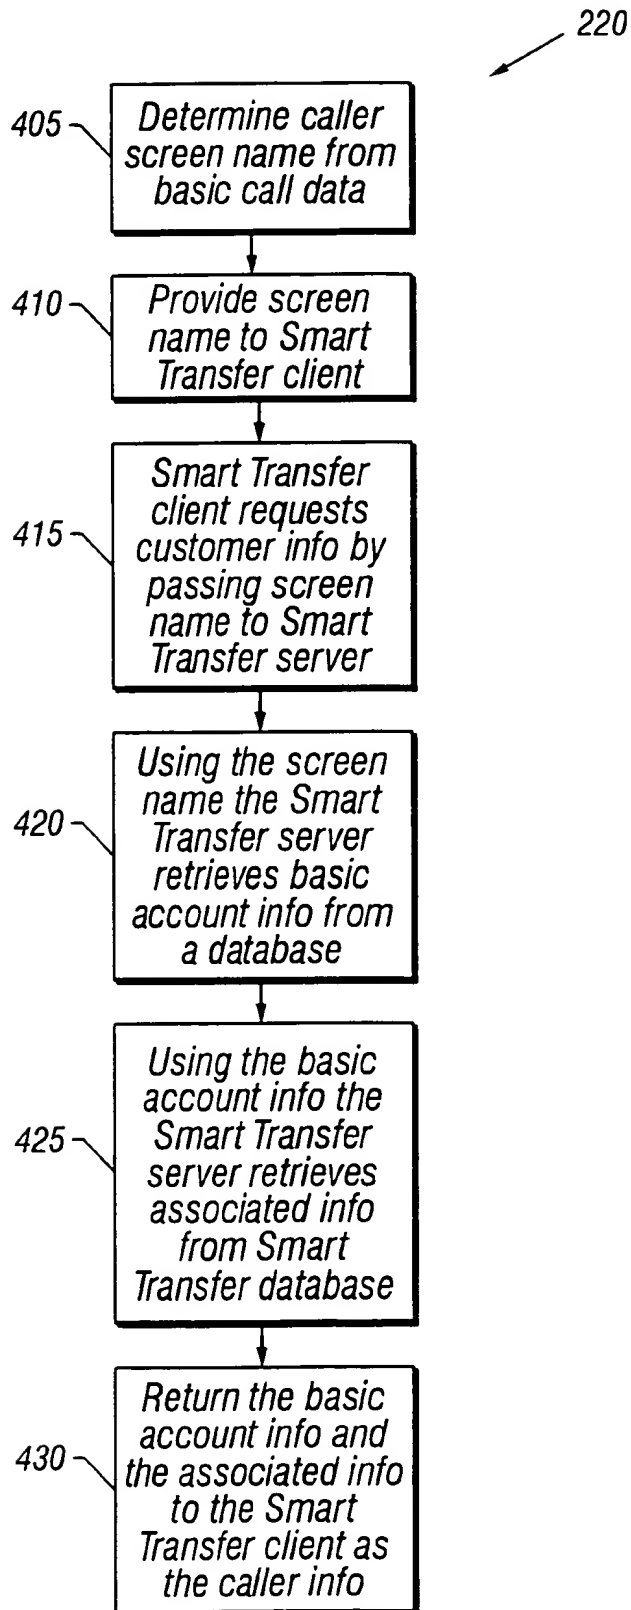 220
405
Determine caller
screen name from
basic call data
410
Provide screen
name to Smart
Transfer client
415
Smart Transfer
client requests
customer info by
passing screen
name to Smart
Transfer server
420
Using the screen
name the Smart
Transfer server
retrieves basic
account info from
a database
425
Using the basic
account info the
Smart Transfer
server retrieves
associated info
from Smart
Transfer database
430
Return the basic
account info and
the associated info
to the Smart
Transfer client as
the caller info